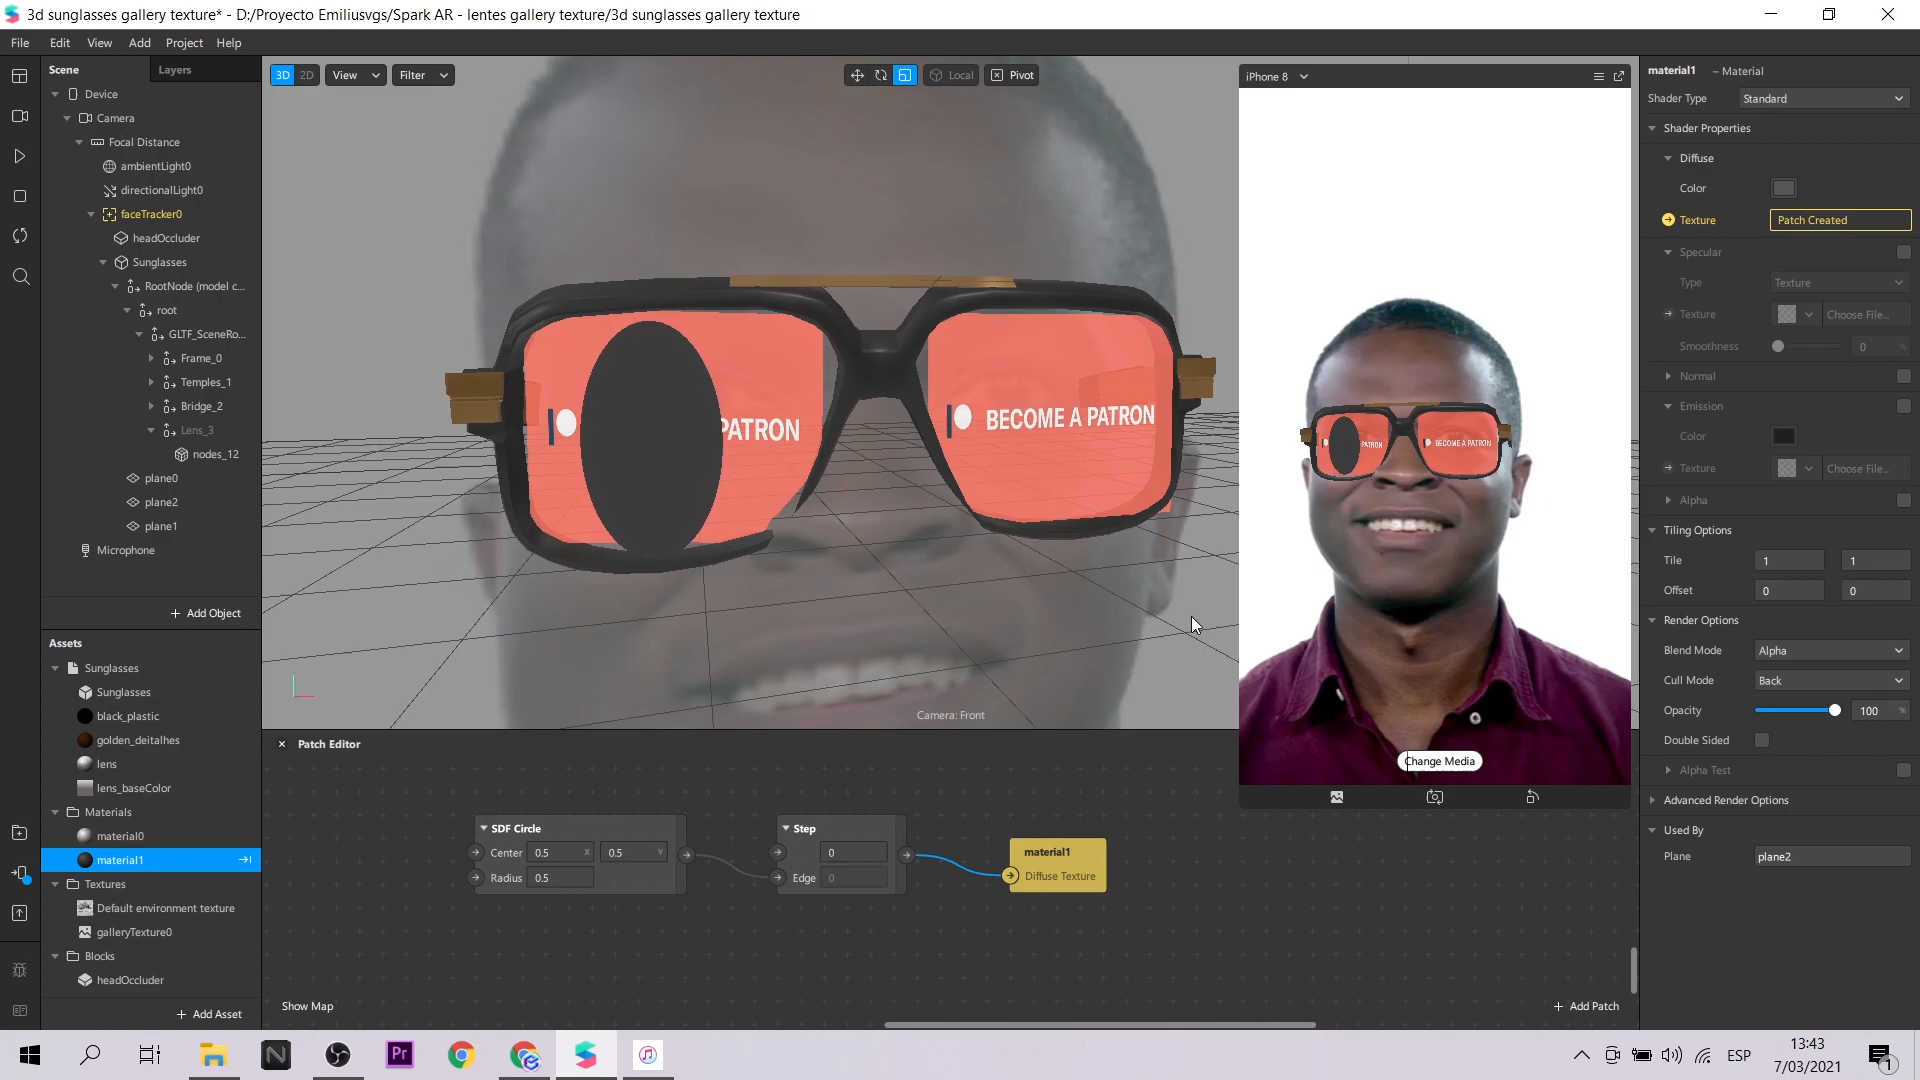 3d sunglasses gallery texture* - D:/Proyecto Emiliusvgs/Spark AR - lentes gallery texture/3d sunglasses gallery texture
File Edit View Add Project Help
Scene Layers
Device
Camera
Focal Distance
ambientLight0
directionalLight0
faceTracker0
headOccluder
Sunglasses
RootNode (model c...
root
GLTF_SceneRo...
Frame_0
Temples_1
Bridge_2
Lens_3
nodes_12
plane0
plane2
plane1
Microphone
+ Add Object
Assets
Sunglasses
Sunglasses
black_plastic
golden_deitalhes
lens
lens_baseColor
Materials
material0
material1
Textures
Default environment texture
galleryTexture0
Blocks
headOccluder
+ Add Asset
3D 2D View Filter Local Pivot
PATRON
BECOME A PATRON
Camera: Front
iPhone 8
PATRON
BECOME A PATRON
Change Media
Patch Editor
SDF Circle
Center 0.5 X 0.5 Y
Radius 0.5
Step
0
Edge 0
material1
Diffuse Texture
Show Map
+ Add Patch
material1 – Material
Shader Type Standard
Shader Properties
Diffuse
Color
Texture Patch Created
Specular
Type Texture
Texture Choose File...
Smoothness 0 %
Normal
Emission
Color
Texture Choose File...
Alpha
Tiling Options
Tile 1 1
Offset 0 0
Render Options
Blend Mode Alpha
Cull Mode Back
Opacity 100 %
Double Sided
Alpha Test
Advanced Render Options
Used By
Plane plane2
N
Pr
ESP
13:43
7/03/2021
1